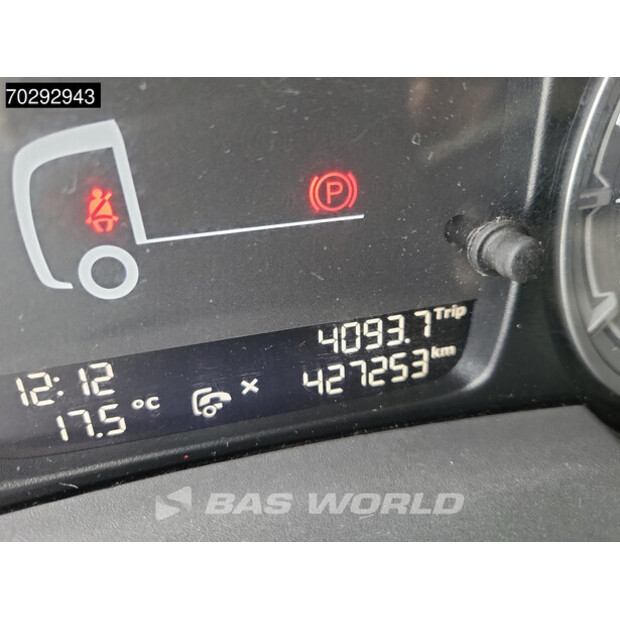 70292943
P
4093.7 Trip
12:12 427253 km
17.5 °C ×
BAS WORLD